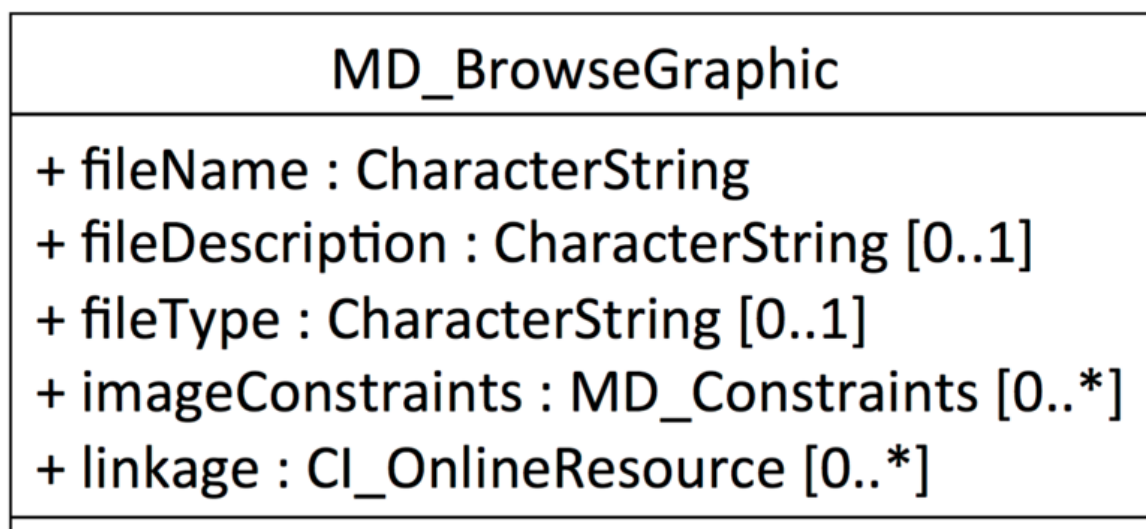 MD_BrowseGraphic
+ fileName : CharacterString
+ fileDescription : CharacterString [0..1]
+ fileType : CharacterString [0..1]
+ imageConstraints : MD_Constraints [0..*]
+ linkage : CI_OnlineResource [0..*]